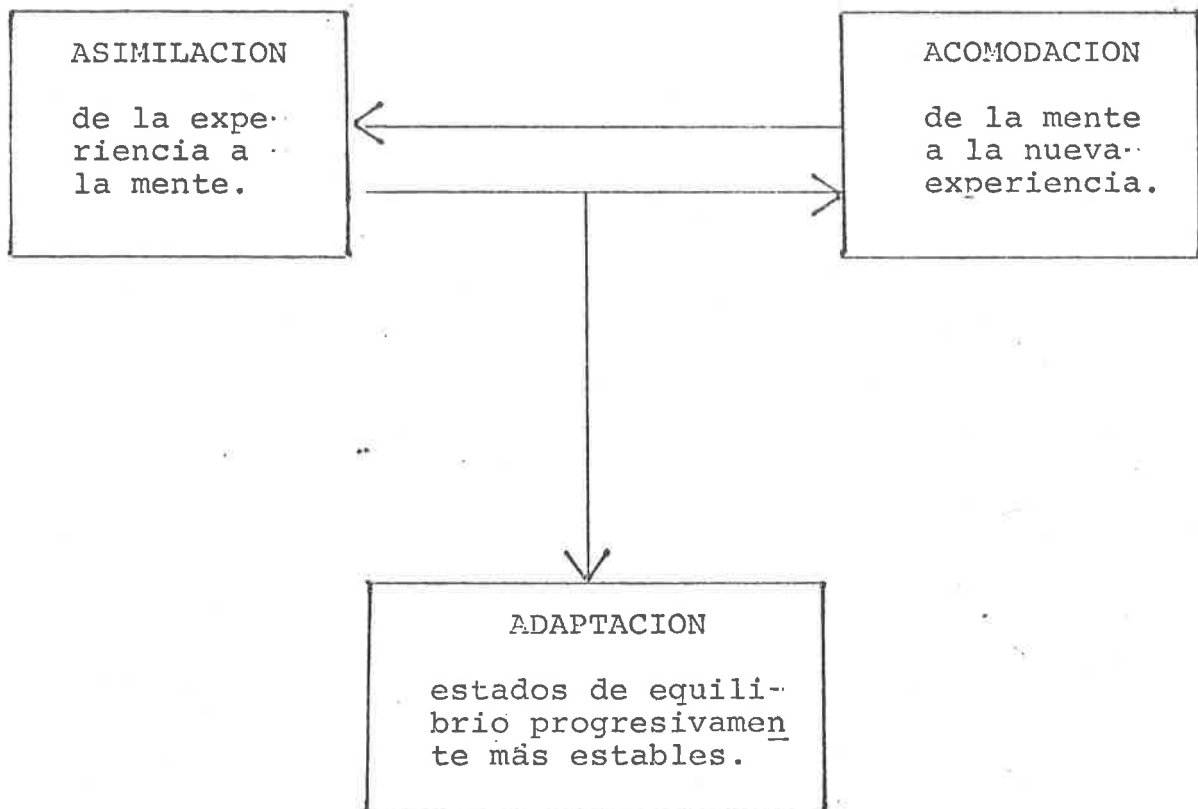 ASIMILACION
de la expe-
riencia a
la mente.
ACOMODACION
de la mente
a la nueva
experiencia.
ADAPTACION
estados de equili-
brio progresivamen
te más estables.